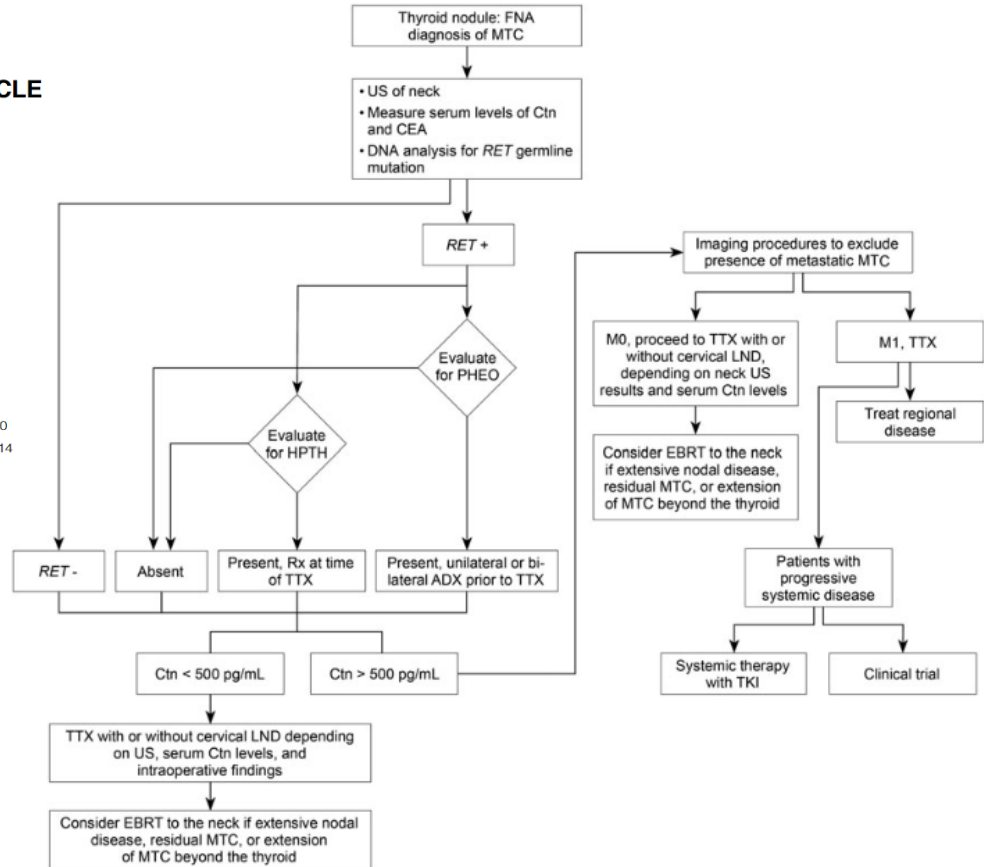 Thyroid nodule: FNA
diagnosis of MTC
CLE
• US of neck
• Measure serum levels of Ctn
and CEA
• DNA analysis for RET germline
mutation
RET +
Imaging procedures to exclude
presence of metastatic MTC
Evaluate
for PHEO
M0, proceed to TTX with or
without cervical LND,
depending on neck US
results and serum Ctn levels
M1, TTX
Treat regional
disease
0
14
Evaluate
for HPTH
Consider EBRT to the neck
if extensive nodal disease,
residual MTC, or extension
of MTC beyond the thyroid
RET -
Absent
Present, Rx at time
of TTX
Present, unilateral or bi-
lateral ADX prior to TTX
Patients with
progressive
systemic disease
Ctn < 500 pg/mL
Ctn > 500 pg/mL
Systemic therapy
with TKI
Clinical trial
TTX with or without cervical LND depending
on US, serum Ctn levels, and
intraoperative findings
Consider EBRT to the neck if extensive nodal
disease, residual MTC, or extension
of MTC beyond the thyroid